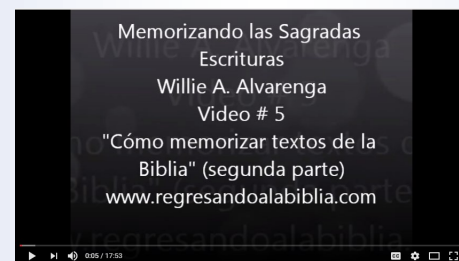 Memorizando las Sagradas
Escrituras
Willie A. Alvarenga
Video # 5
"Cómo memorizar textos de la
Biblia" (segunda parte)
www.regresandoalabiblia.com
0:05 / 17:53